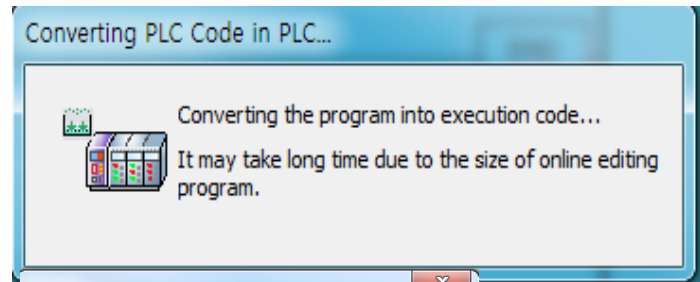 Converting PLC Code in PLC...
Converting the program into execution code...
It may take long time due to the size of online editing
program.